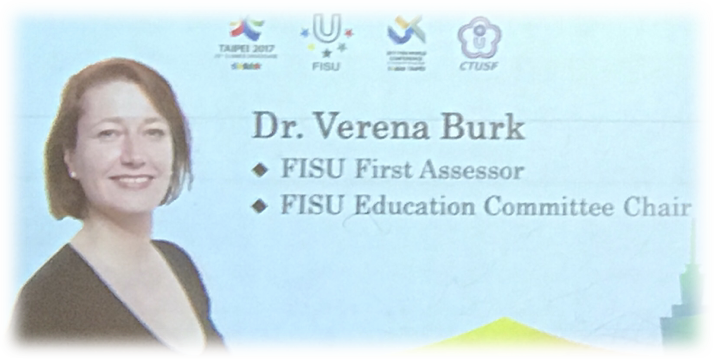 TAIPEI 2017
FISU
CTUSF
Dr. Verena Burk
◆ FISU First Assessor
◆ FISU Education Committee Chair